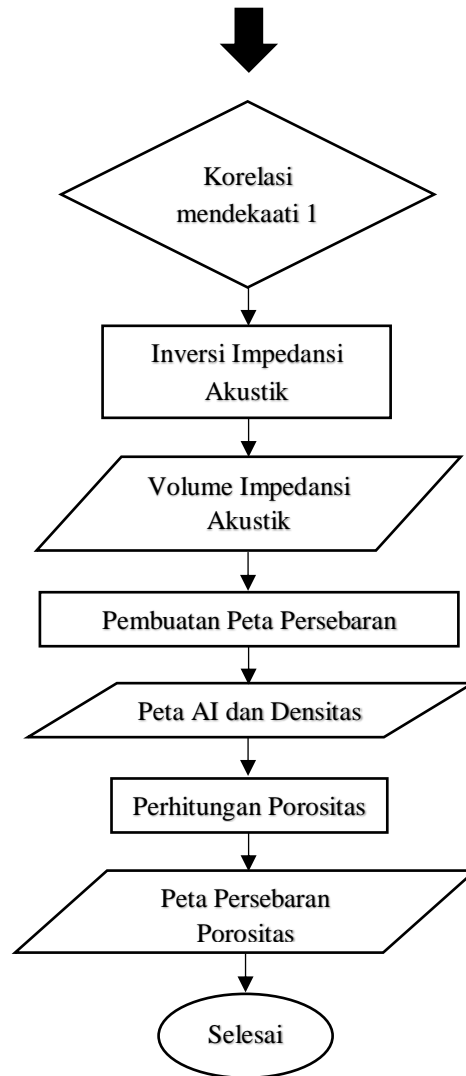 Korelasi
mendekaati 1
Inversi Impedansi
Akustik
Volume Impedansi
Akustik
Pembuatan Peta Persebaran
Peta AI dan Densitas
Perhitungan Porositas
Peta Persebaran
Porositas
Selesai